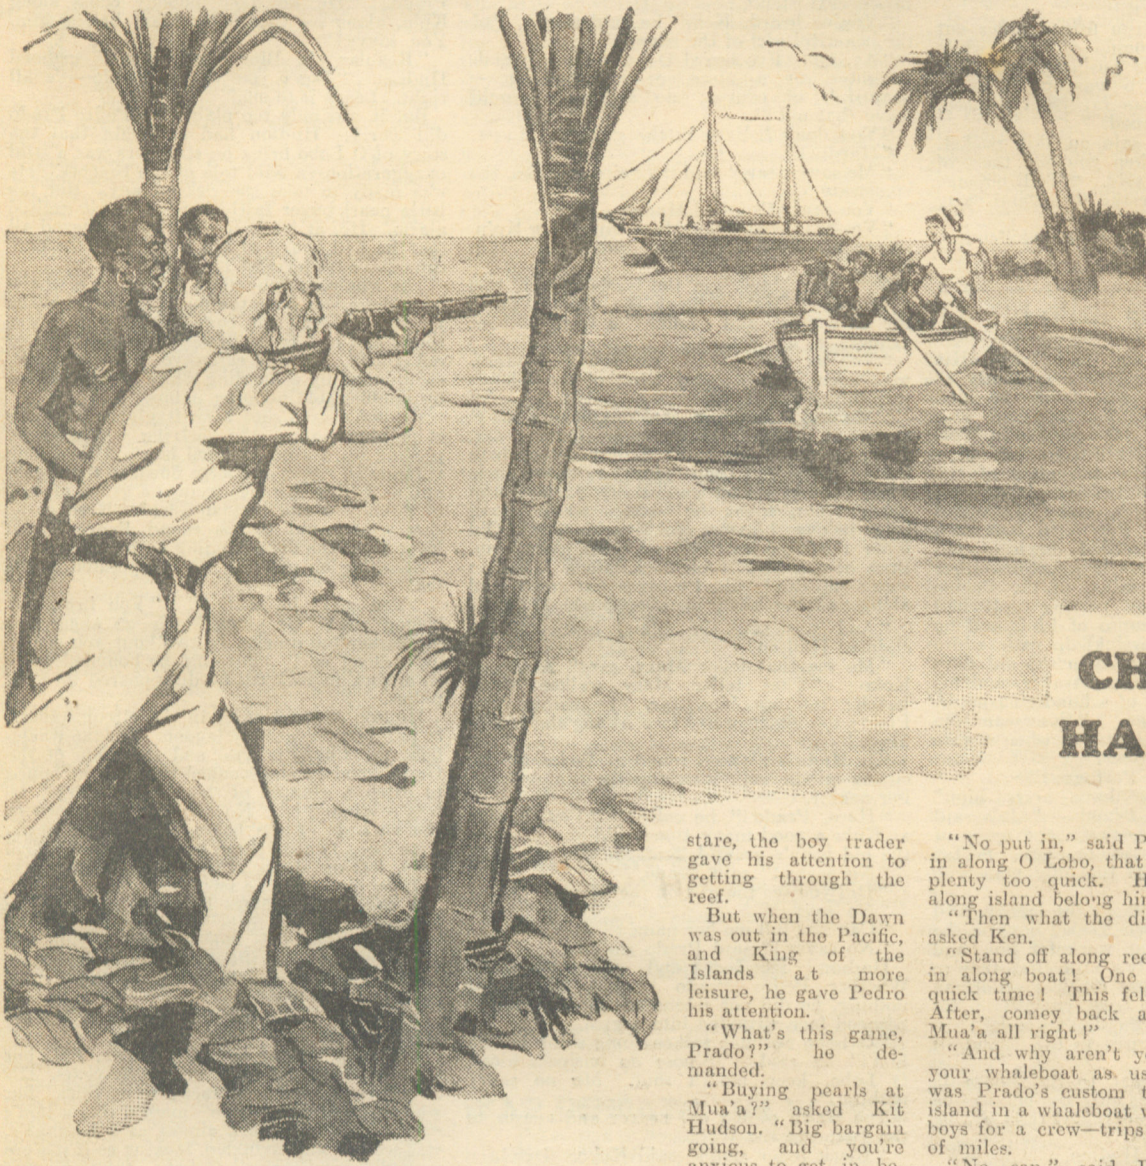 CH
HA
stare, the boy trader
gave his attention to
getting through the
reef.
But when the Dawn
was out in the Pacific,
and King of the
Islands at more
leisure, he gave Pedro
his attention.
"What's this game,
Prado?" he de-
manded.
"Buying pearls at
Mua'a?" asked Kit
Hudson. "Big bargain
going, and you're
anxious to get in be-
"No put in," said P
in along O Lobo, that
plenty too quick. H
along island belong hi
"Then what the di
asked Ken.
"Stand off along re
in along boat! One
quick time! This fel
After, comey back a
Mua'a all right!"
"And why aren't y
your whaleboat as us
was Prado's custom t
island in a whaleboat
boys for a crew—trips
of miles.